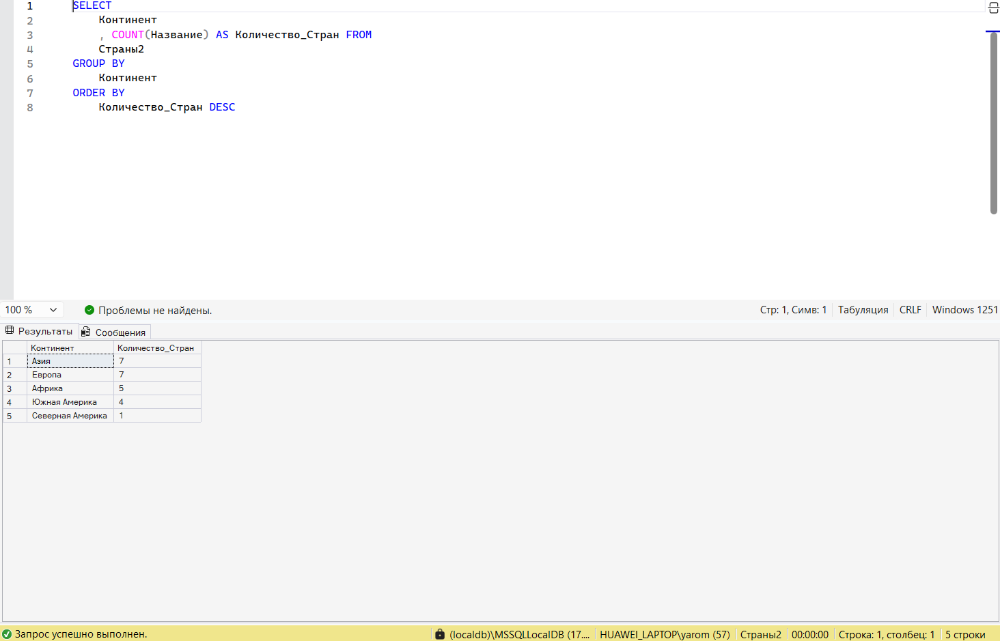 1 SELECT
2 Континент
3 , COUNT(Название) AS Количество_Стран FROM
4 Страны2
5 GROUP BY
6 Континент
7 ORDER BY
8 Количество_Стран DESC
100 % Проблемы не найдены. Стр: 1, Симв: 1 Табуляция CRLF Windows 1251
Результаты Сообщения
Континент Количество_Стран
1 Азия 7
2 Европа 7
3 Африка 5
4 Южная Америка 4
5 Северная Америка 1
Запрос успешно выполнен. (localdb)\MSSQLLocalDB (17.... HUAWEI_LAPTOP\yarom (57) Страны2 00:00:00 Строка: 1, столбец: 1 5 строки